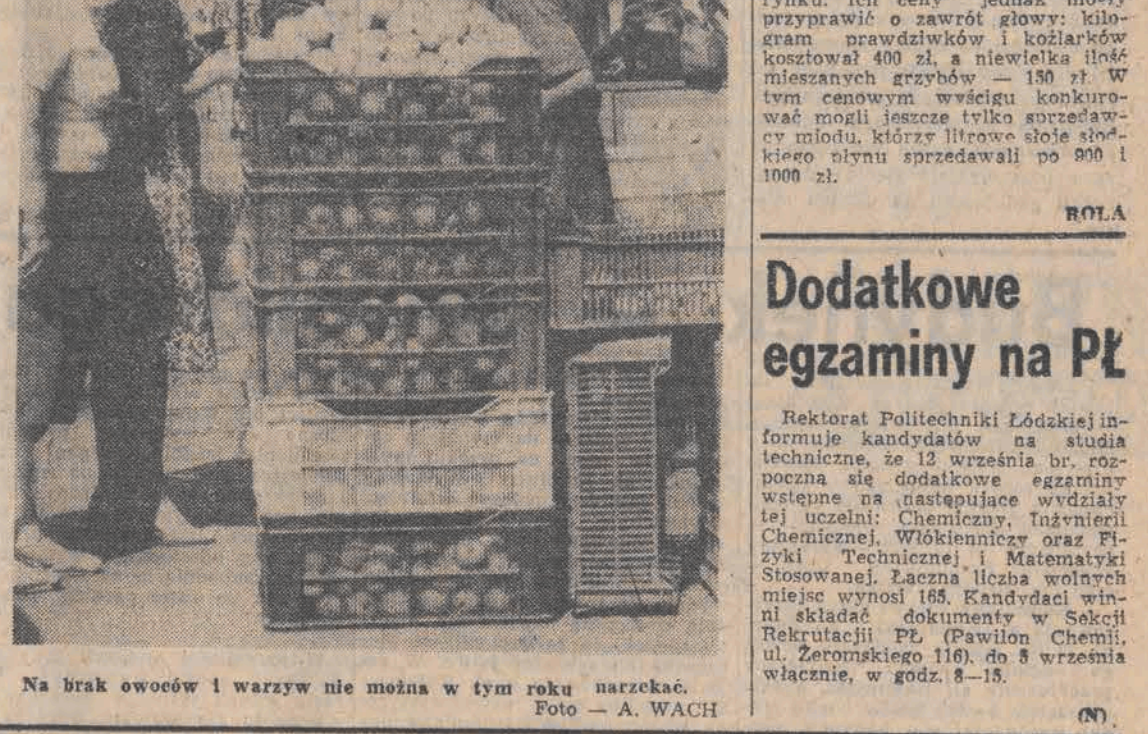 Na brak owoców i warzyw nie można w tym roku narzekać.
Foto — A. WACH
rynku. Ich ceny jednak mogły
przyprawić o zawrót głowy: kilo-
gram prawdziwków i koźlarków
kosztował 400 zł, a niewielka ilość
mieszanych grzybów — 150 zł. W
tym cenowym wyścigu konkuro-
wać mogli jeszcze tylko sprzedaw-
cy miodu, którzy litrowe słoje słod-
kiego płynu sprzedawali po 900 i
1000 zł.
ROLA
Dodatkowe
egzaminy na PŁ
Rektorat Politechniki Łódzkiej in-
formuje kandydatów na studia
techniczne, że 12 września br. roz-
poczną się dodatkowe egzaminy
wstępne na następujące wydziały
tej uczelni: Chemiczny, Inżynierii
Chemicznej, Włókienniczy oraz Fi-
zyki Technicznej i Matematyki
Stosowanej. Łączna liczba wolnych
miejsc wynosi 165. Kandydaci win-
ni składać dokumenty w Sekcji
Rekrutacji PŁ (Pawilon Chemii,
ul. Żeromskiego 116), do 5 września
włącznie, w godz. 8—15.
(N)